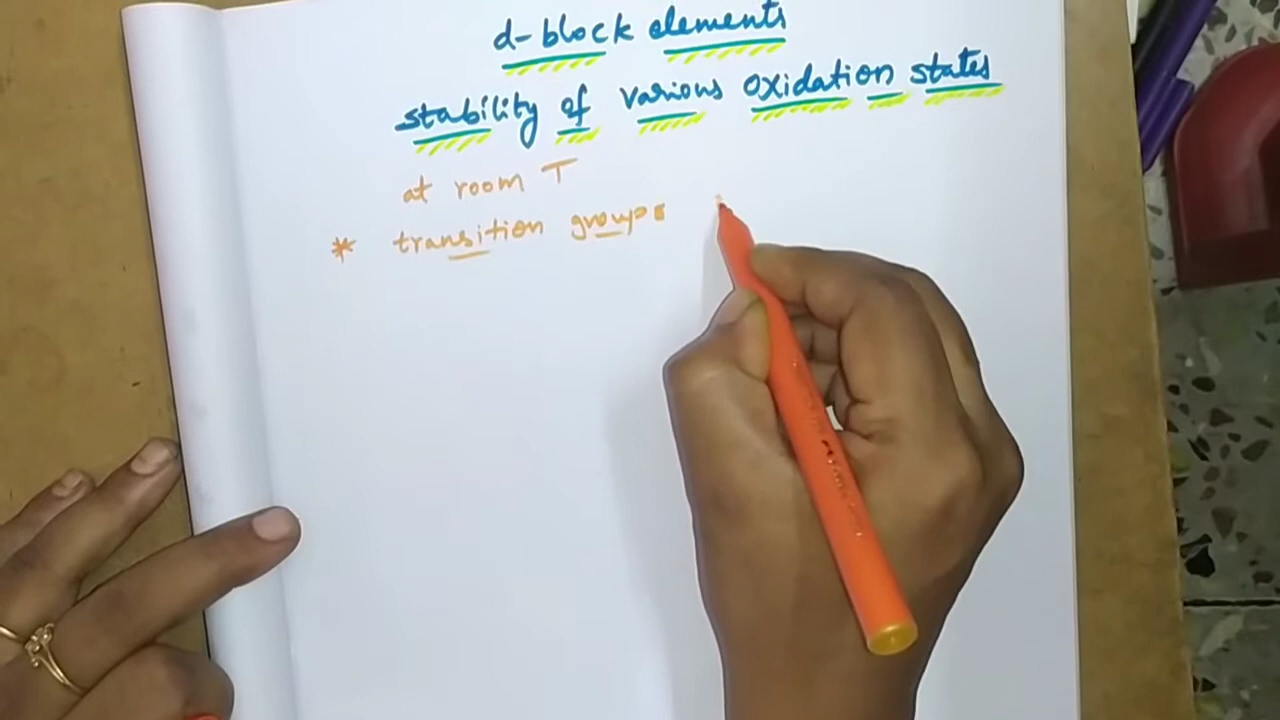 d-block elements
stability of various oxidation states
at room T
* transition groups